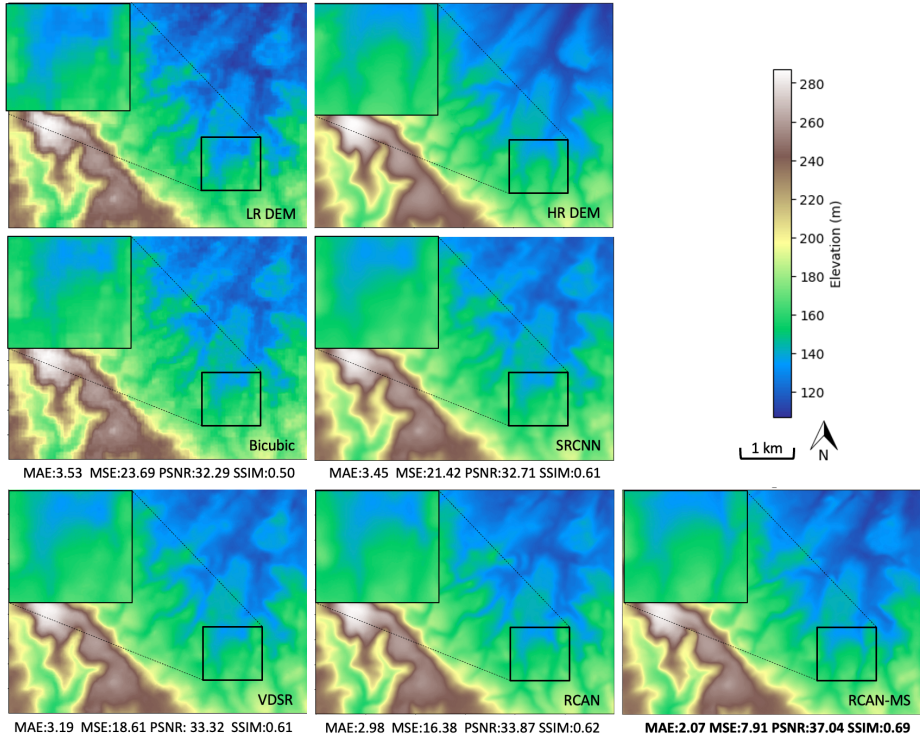 LR DEM
HR DEM
280
260
240
220
200
180
160
140
120
Elevation (m)
1 km
N
Bicubic
SRCNN
MAE:3.53 MSE:23.69 PSNR:32.29 SSIM:0.50
MAE:3.45 MSE:21.42 PSNR:32.71 SSIM:0.61
VDSR
RCAN
RCAN-MS
MAE:3.19 MSE:18.61 PSNR: 33.32 SSIM:0.61
MAE:2.98 MSE:16.38 PSNR:33.87 SSIM:0.62
MAE:2.07 MSE:7.91 PSNR:37.04 SSIM:0.69